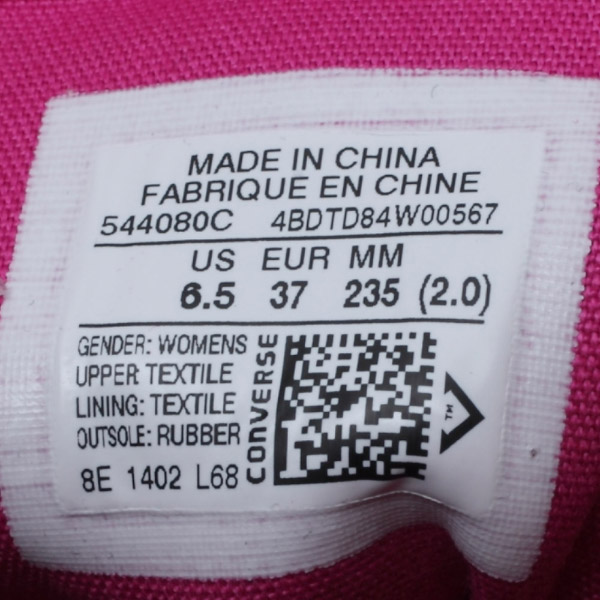 MADE IN CHINA
FABRIQUE EN CHINE
544080C 4BDTD84W00567
US EUR MM
6.5 37 235 (2.0)
GENDER: WOMENS
UPPER: TEXTILE
LINING: TEXTILE
OUTSOLE: RUBBER
8E 1402 L68
CONVERSE
TM